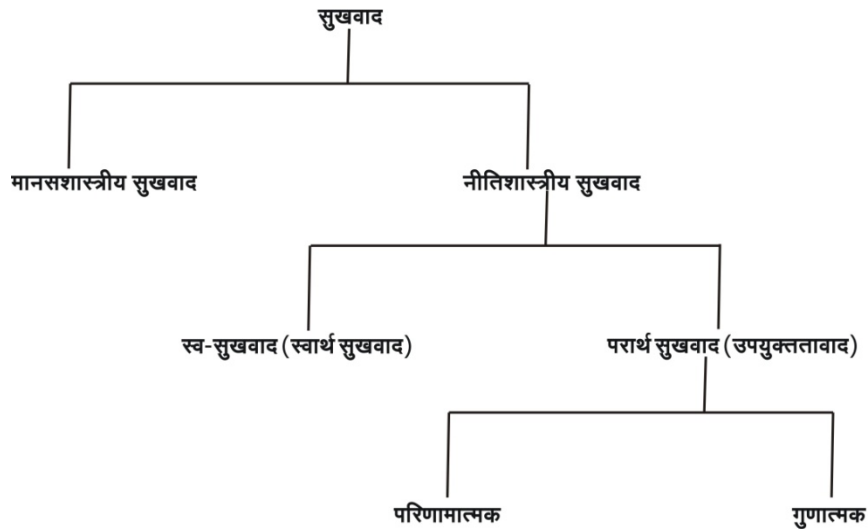 सुखवाद
मानसशास्त्रीय सुखवाद
नीतिशास्त्रीय सुखवाद
स्व-सुखवाद (स्वार्थ सुखवाद)
परार्थ सुखवाद (उपयुक्ततावाद)
परिणामात्मक
गुणात्मक